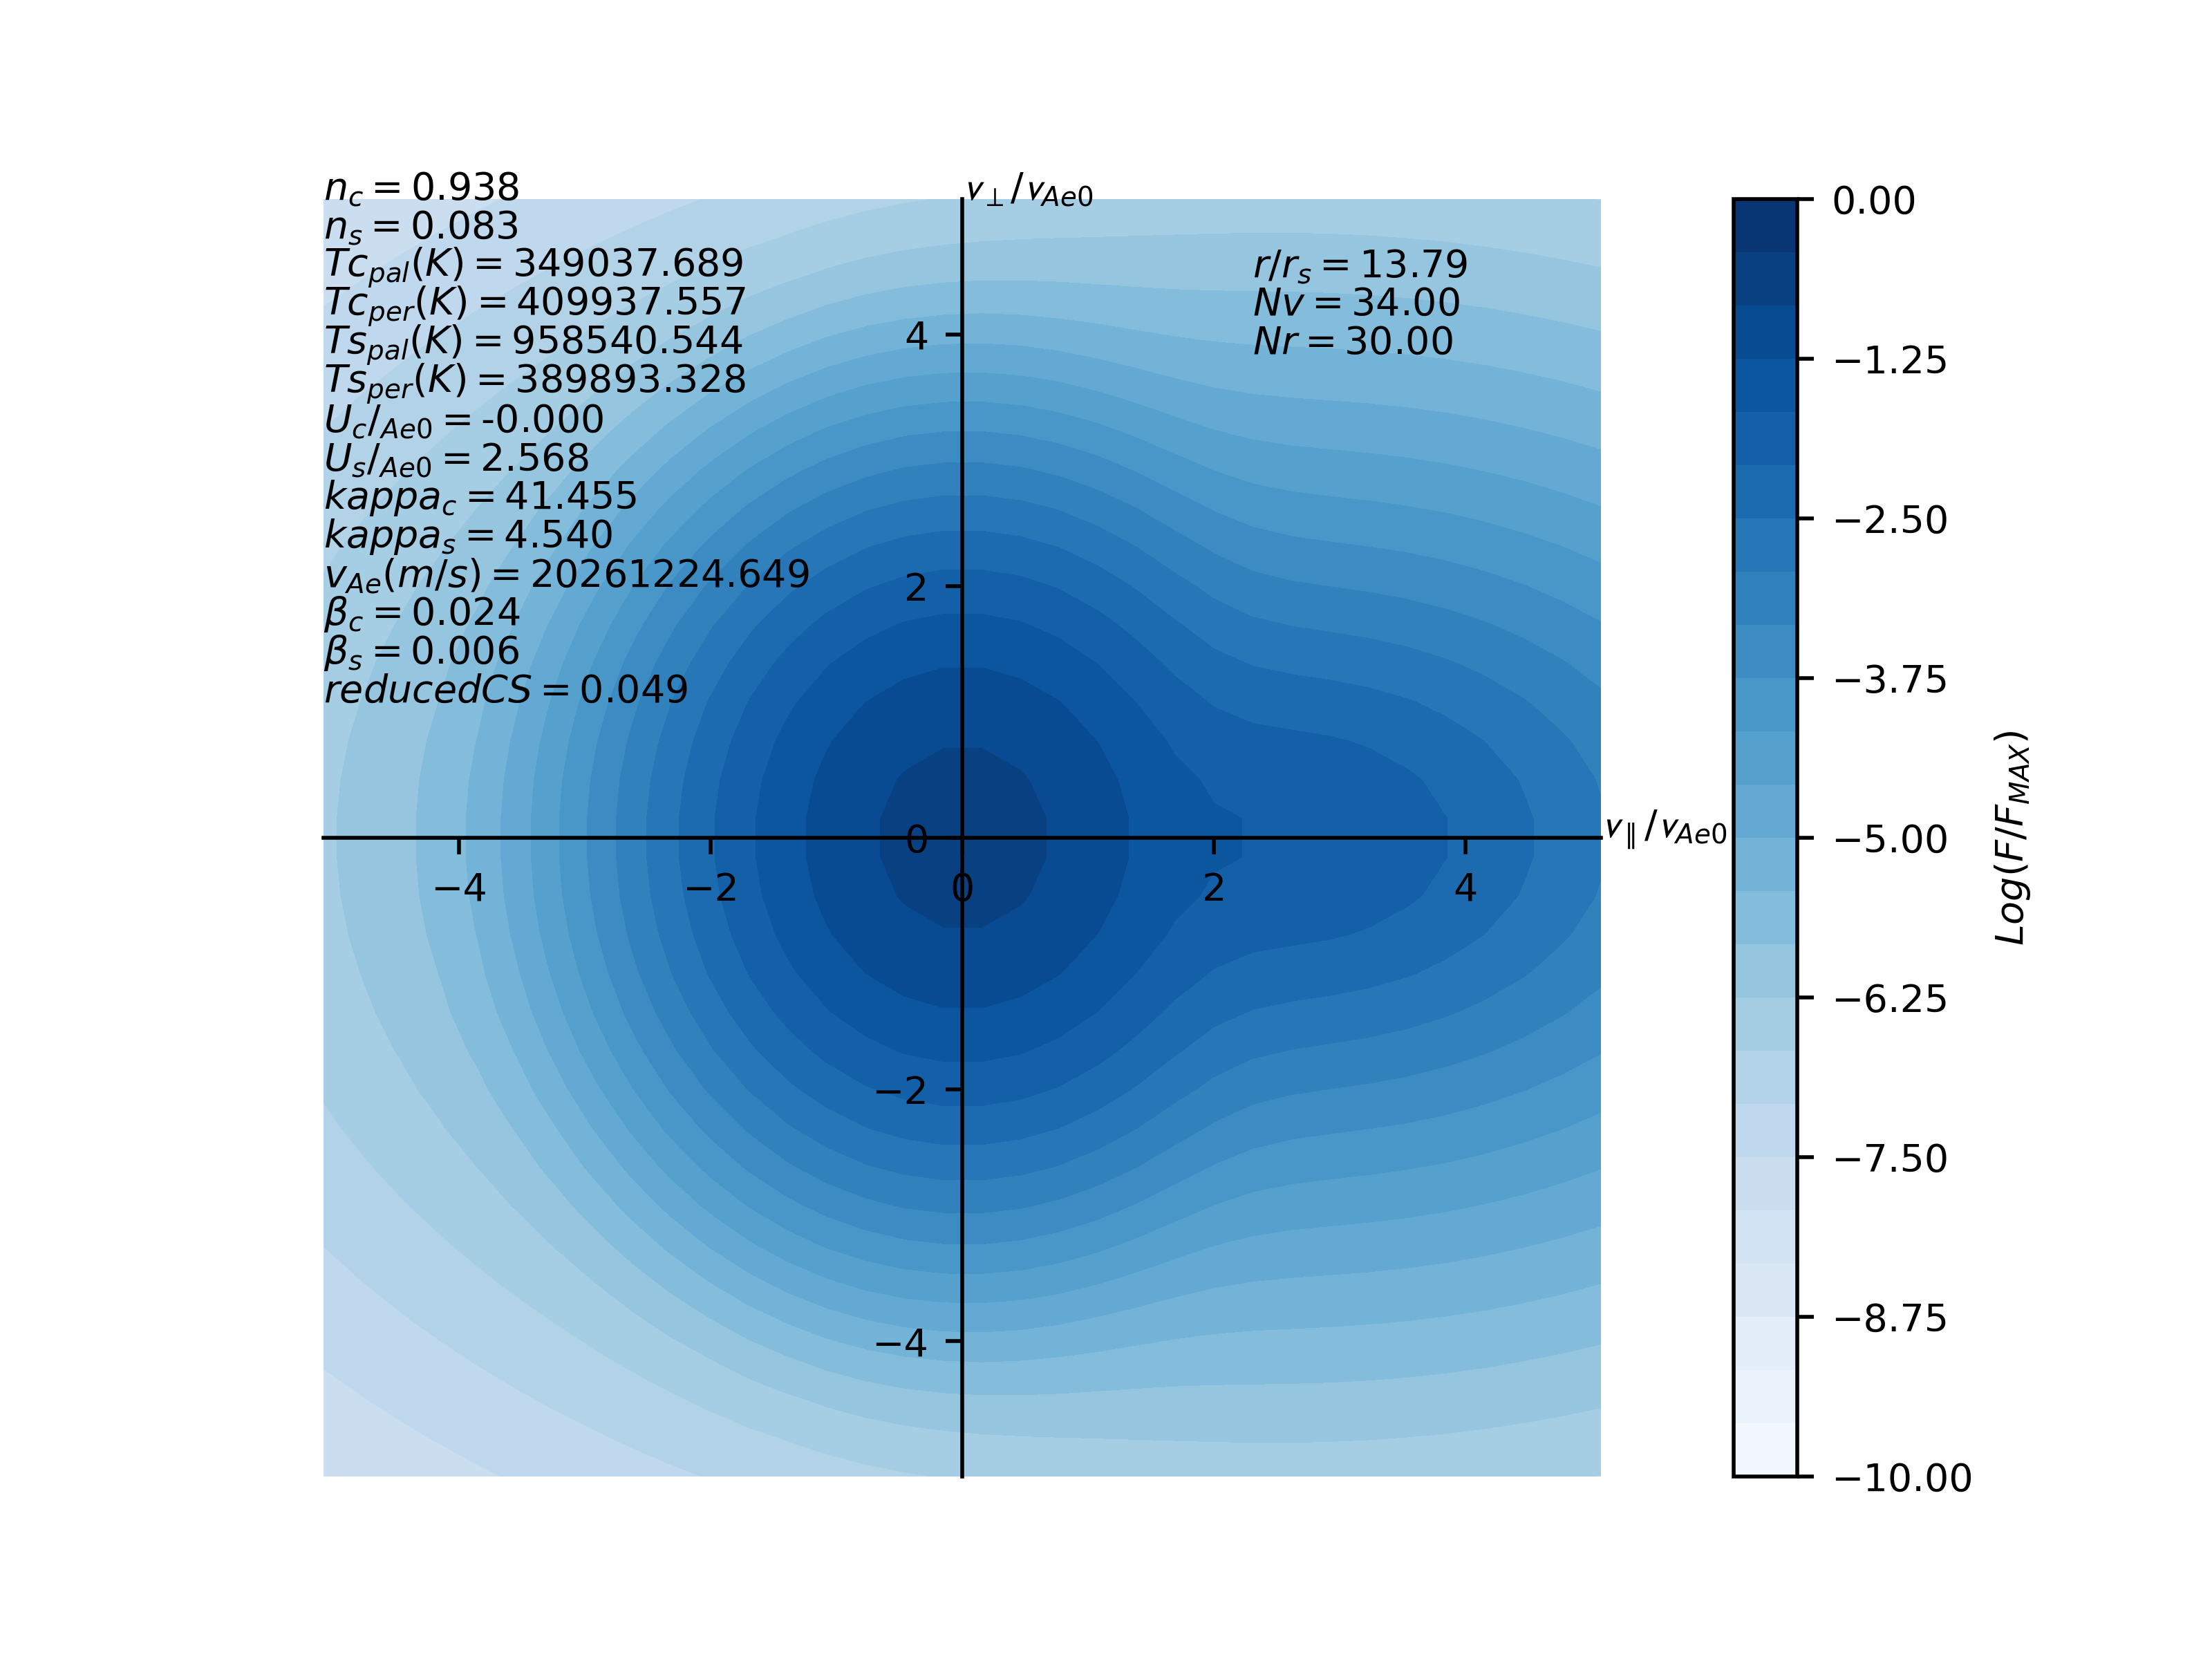 n_c = 0.938
n_s = 0.083
Tc_pal(K) = 349037.689
Tc_per(K) = 409937.557
Ts_pal(K) = 958540.544
Ts_per(K) = 389893.328
U_c/_Ae0 = -0.000
U_s/_Ae0 = 2.568
kappa_c = 41.455
kappa_s = 4.540
v_Ae(m/s) = 20261224.649
β_c = 0.024
β_s = 0.006
reducedCS = 0.049
v_⊥/v_Ae0
r/r_s = 13.79
Nv = 34.00
Nr = 30.00
4
2
0
−2
−4
−4
−2
0
2
4
v_∥/v_Ae0
0.00
−1.25
−2.50
−3.75
−5.00
−6.25
−7.50
−8.75
−10.00
Log(F/F_MAX)